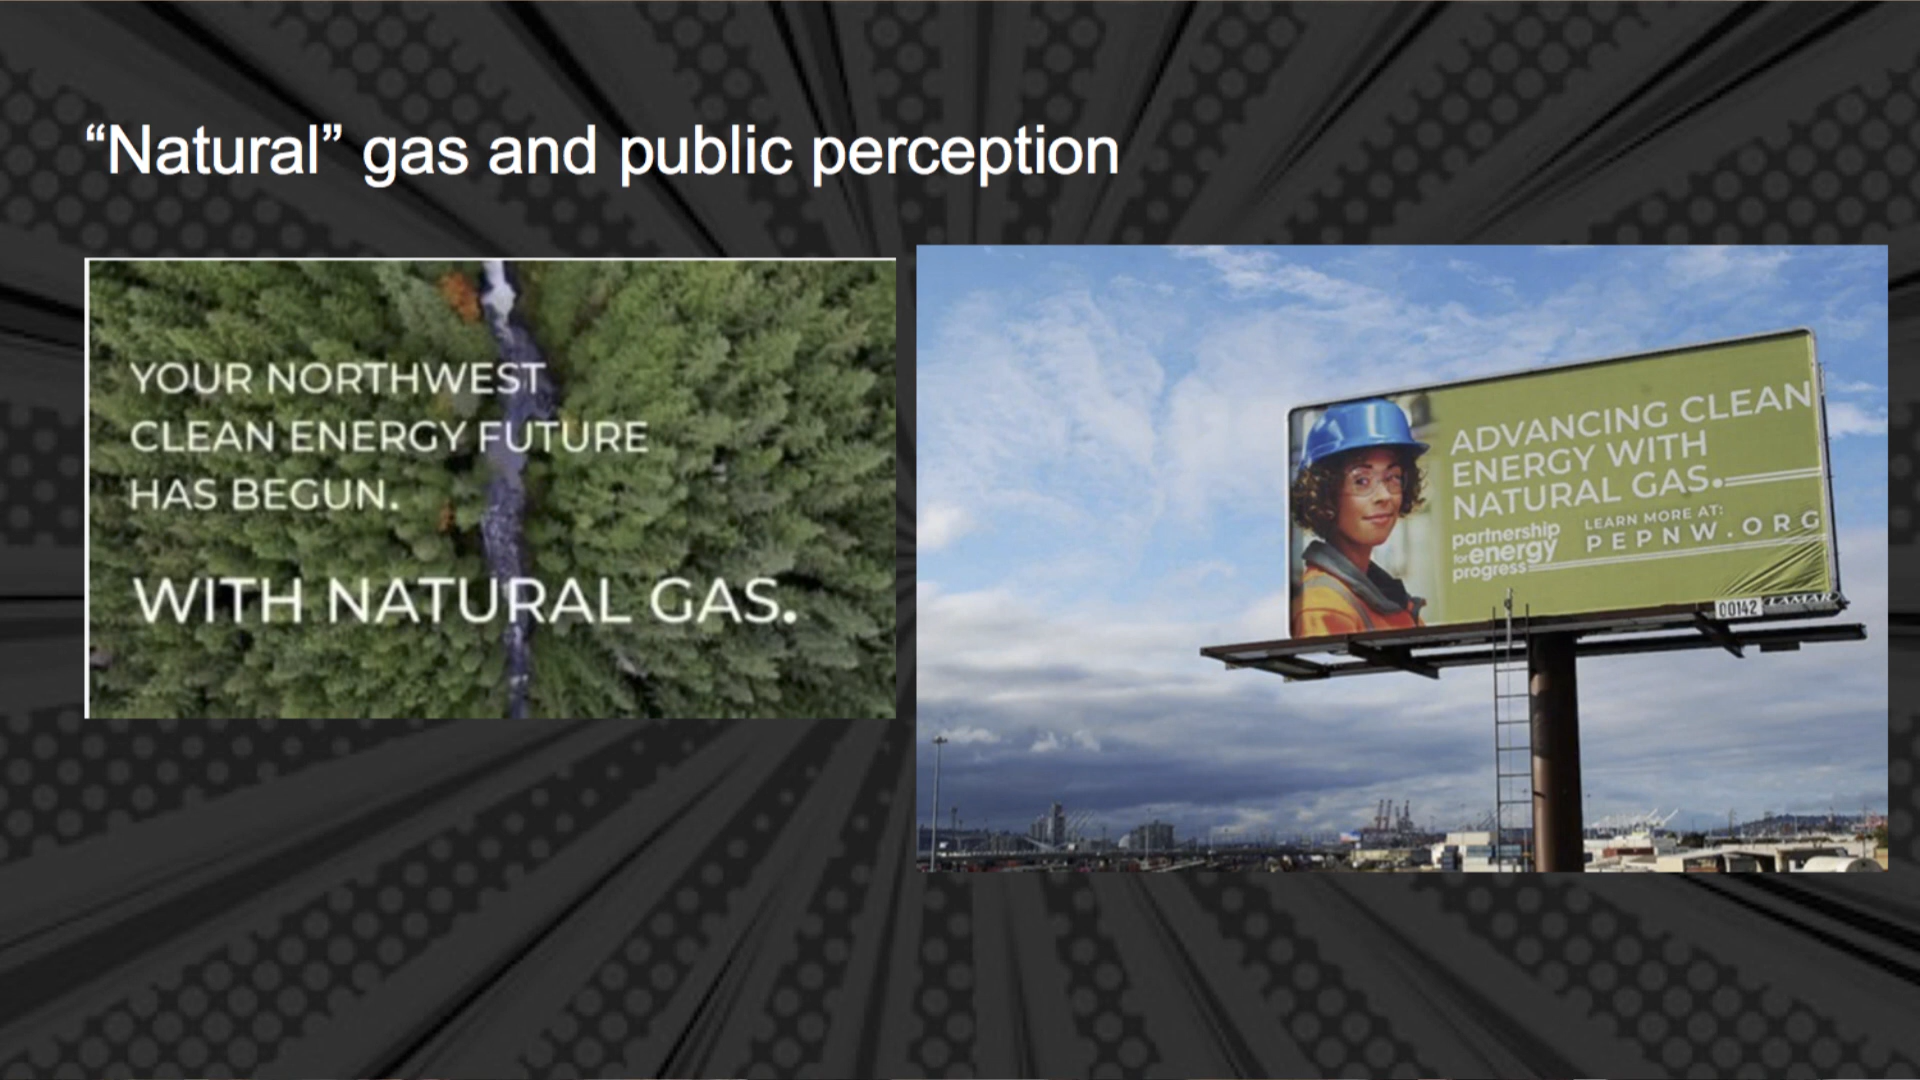 “Natural” gas and public perception
YOUR NORTHWEST
CLEAN ENERGY FUTURE
HAS BEGUN.
WITH NATURAL GAS.
ADVANCING CLEAN
ENERGY WITH
NATURAL GAS.
partnership
for energy
progress
LEARN MORE AT:
PEPNW.ORG
00142
LAMAR